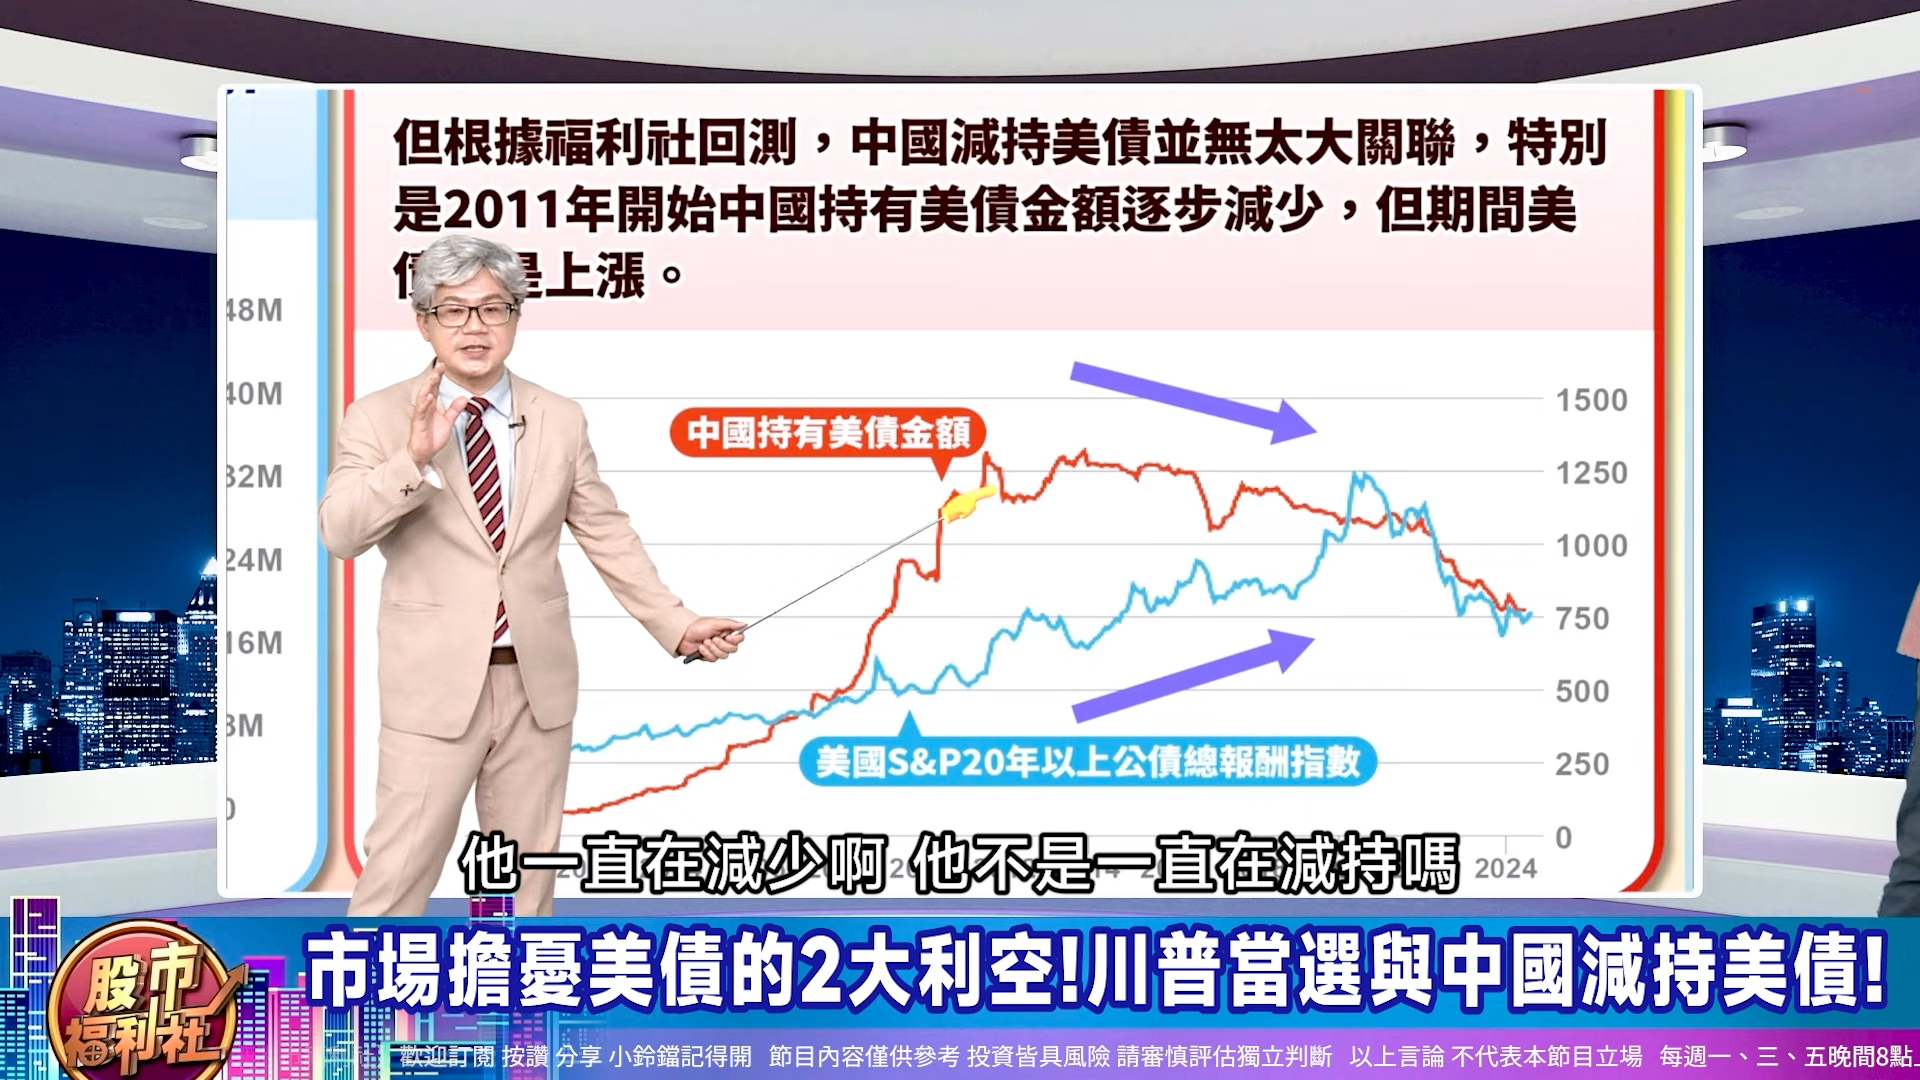 但根據福利社回測，中國減持美債並無太大關聯，特別
是2011年開始中國持有美債金額逐步減少，但期間美
是上漲。
48M
40M
32M
24M
16M
8M
0
中國持有美債金額
美國S&P20年以上公債總報酬指數
1500
1250
1000
750
500
250
0
2024
他一直在減少啊 他不是一直在減持嗎
市場擔憂美債的2大利空!川普當選與中國減持美債!
股市
福利社
歡迎訂閱 按讚 分享 小鈴鐺記得開 節目內容僅供參考 投資皆具風險 請審慎評估獨立判斷 以上言論 不代表本節目立場 每週一、三、五晚間8點